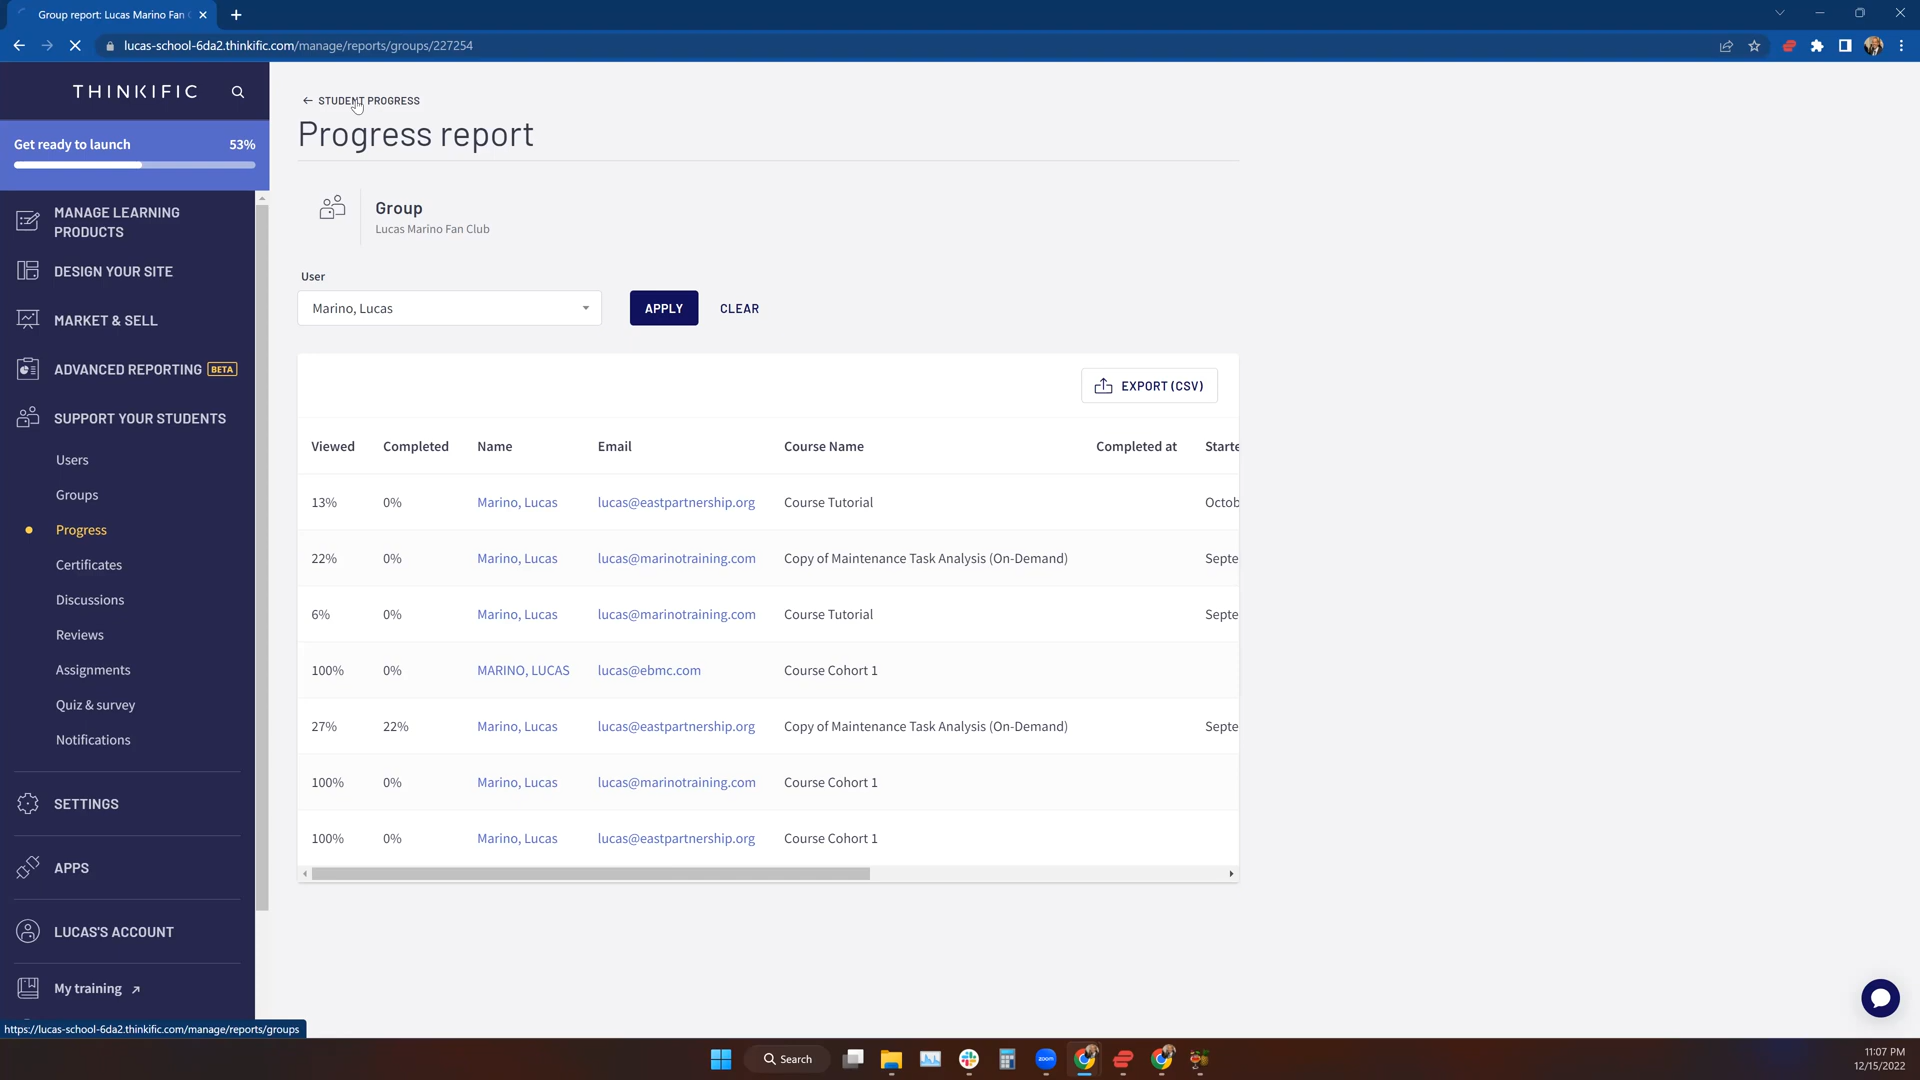 Group report: Lucas Marino Fan
lucas-school-6da2.thinkific.com/manage/reports/groups/227254
THINKIFIC
Get ready to launch 53%
MANAGE LEARNING
PRODUCTS
DESIGN YOUR SITE
MARKET & SELL
ADVANCED REPORTING BETA
SUPPORT YOUR STUDENTS
Users
Groups
Progress
Certificates
Discussions
Reviews
Assignments
Quiz & survey
Notifications
SETTINGS
APPS
LUCAS'S ACCOUNT
My training
https://lucas-school-6da2.thinkific.com/manage/reports/groups
STUDENT PROGRESS
Progress report
Group
Lucas Marino Fan Club
User
Marino, Lucas APPLY CLEAR
EXPORT (CSV)
Viewed Completed Name Email Course Name Completed at Starte
13% 0% Marino, Lucas lucas@eastpartnership.org Course Tutorial Octob
22% 0% Marino, Lucas lucas@marinotraining.com Copy of Maintenance Task Analysis (On-Demand) Septe
6% 0% Marino, Lucas lucas@marinotraining.com Course Tutorial Septe
100% 0% MARINO, LUCAS lucas@ebmc.com Course Cohort 1
27% 22% Marino, Lucas lucas@eastpartnership.org Copy of Maintenance Task Analysis (On-Demand) Septe
100% 0% Marino, Lucas lucas@marinotraining.com Course Cohort 1
100% 0% Marino, Lucas lucas@eastpartnership.org Course Cohort 1
Search
zoom
11:07 PM
12/15/2022